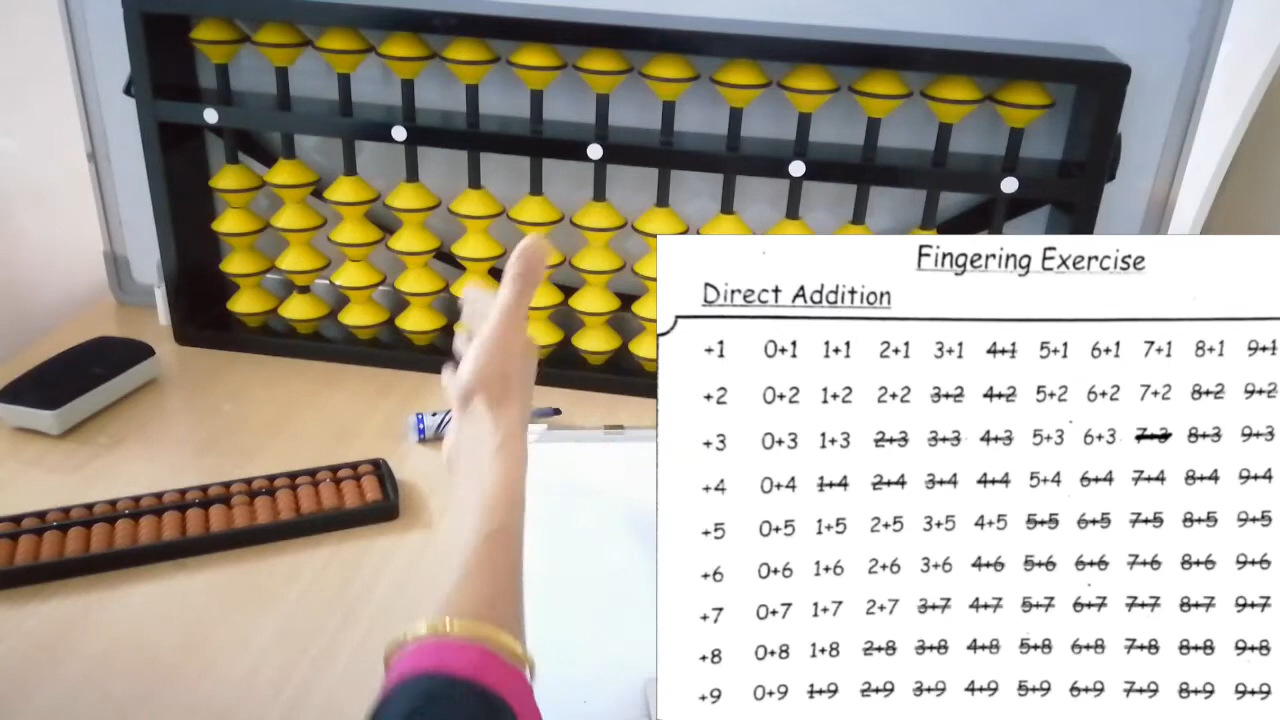 Fingering Exercise
Direct Addition
+1 0+1 1+1 2+1 3+1 4+1 5+1 6+1 7+1 8+1 9+1
+2 0+2 1+2 2+2 3+2 4+2 5+2 6+2 7+2 8+2 9+2
+3 0+3 1+3 2+3 3+3 4+3 5+3 6+3 7+3 8+3 9+3
+4 0+4 1+4 2+4 3+4 4+4 5+4 6+4 7+4 8+4 9+4
+5 0+5 1+5 2+5 3+5 4+5 5+5 6+5 7+5 8+5 9+5
+6 0+6 1+6 2+6 3+6 4+6 5+6 6+6 7+6 8+6 9+6
+7 0+7 1+7 2+7 3+7 4+7 5+7 6+7 7+7 8+7 9+7
+8 0+8 1+8 2+8 3+8 4+8 5+8 6+8 7+8 8+8 9+8
+9 0+9 1+9 2+9 3+9 4+9 5+9 6+9 7+9 8+9 9+9